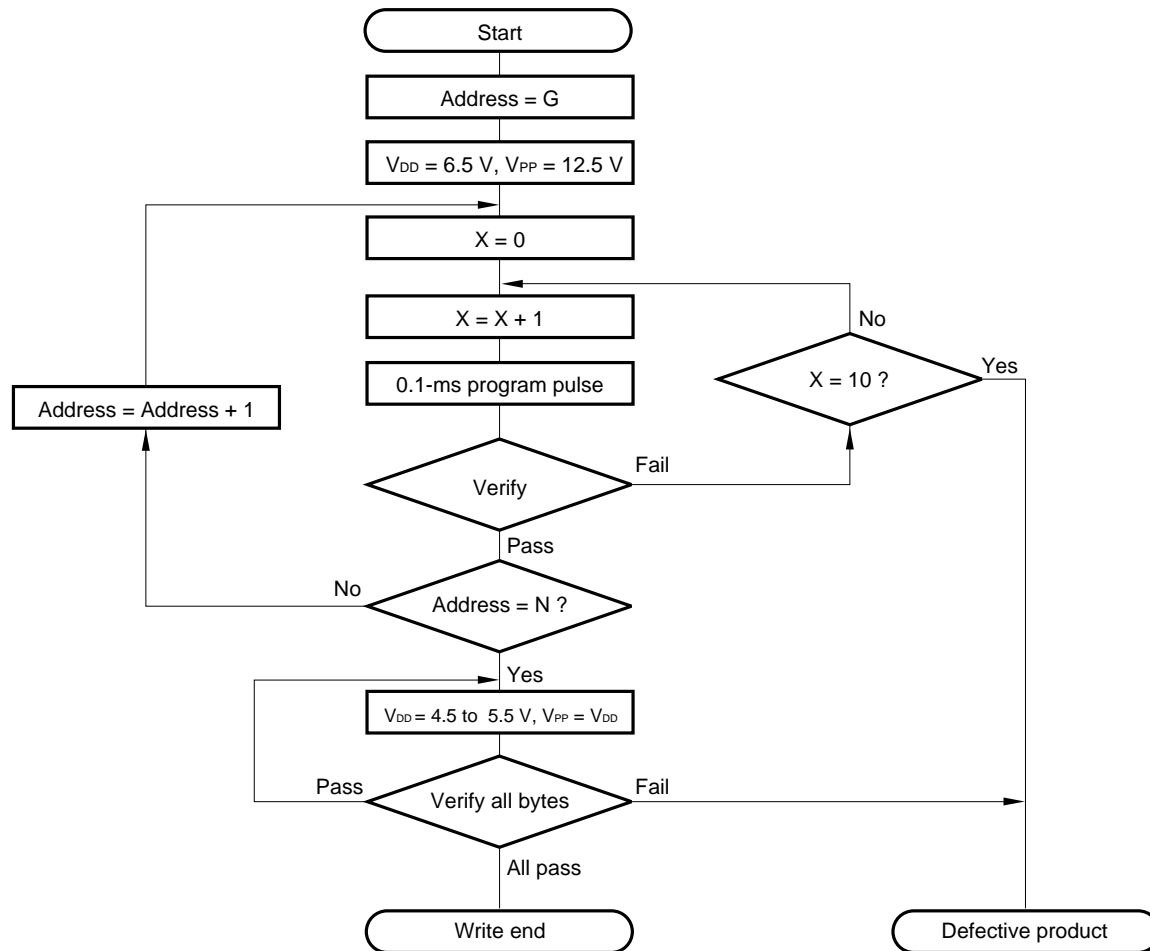 Start
Address = G
VDD = 6.5 V, VPP = 12.5 V
X = 0
X = X + 1
No
0.1-ms program pulse
X = 10 ?
Yes
Address = Address + 1
Verify
Fail
Pass
No
Address = N ?
Yes
VDD = 4.5 to 5.5 V, VPP = VDD
Pass
Verify all bytes
Fail
All pass
Write end
Defective product